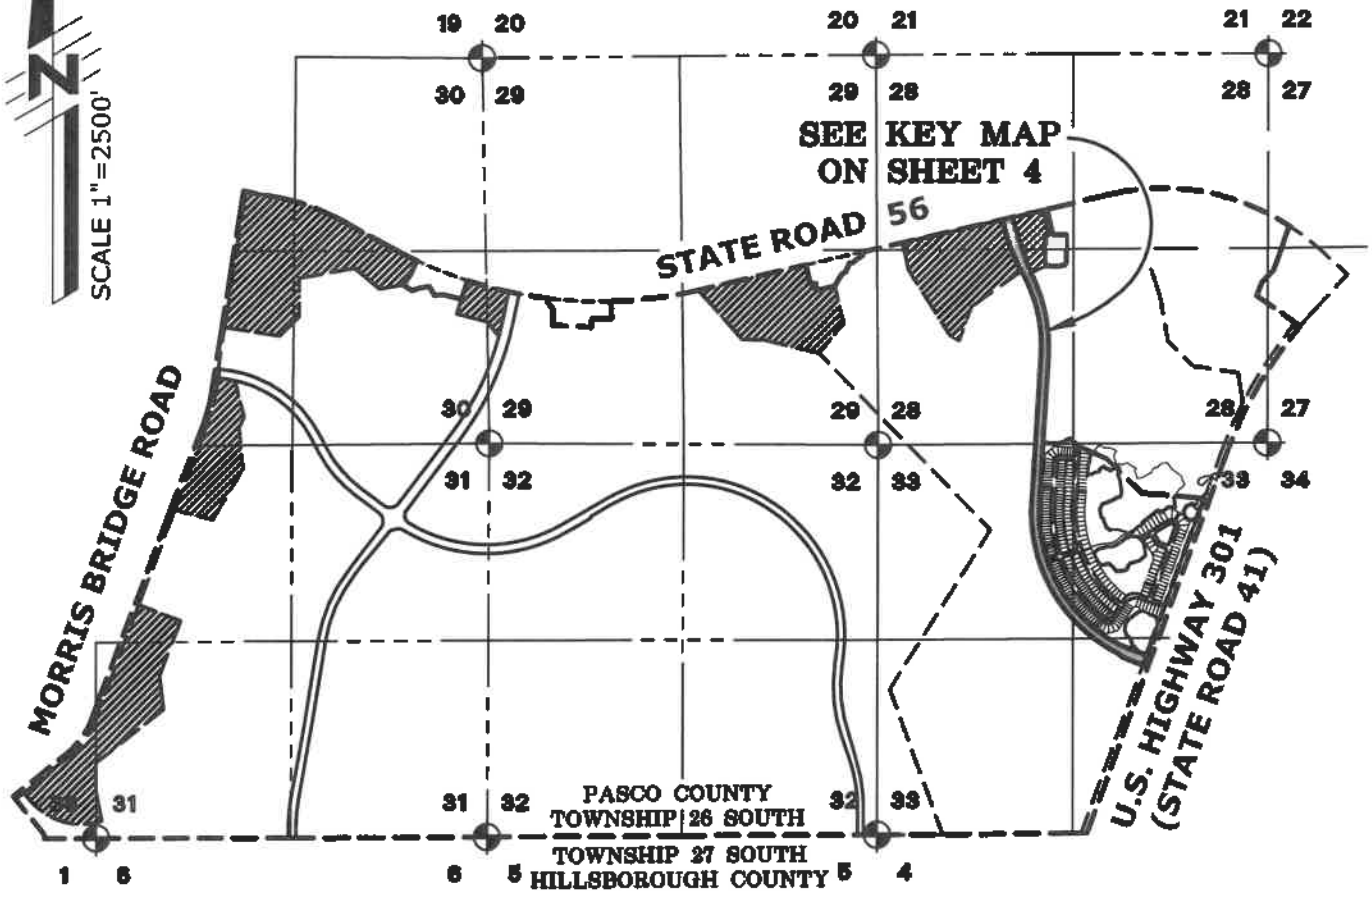 19 20
20 21
21 22
N
30 29
29 28
28 27
SCALE 1"=2500'
SEE KEY MAP
ON SHEET 4
STATE ROAD 56
MORRIS BRIDGE ROAD
30 29
29 28
28 27
31 32
32 33
33 34
U.S. HIGHWAY 301
(STATE ROAD 41)
31
31 32
32 33
PASCO COUNTY
TOWNSHIP 26 SOUTH
TOWNSHIP 27 SOUTH
HILLSBOROUGH COUNTY
1 6
6 5
5 4